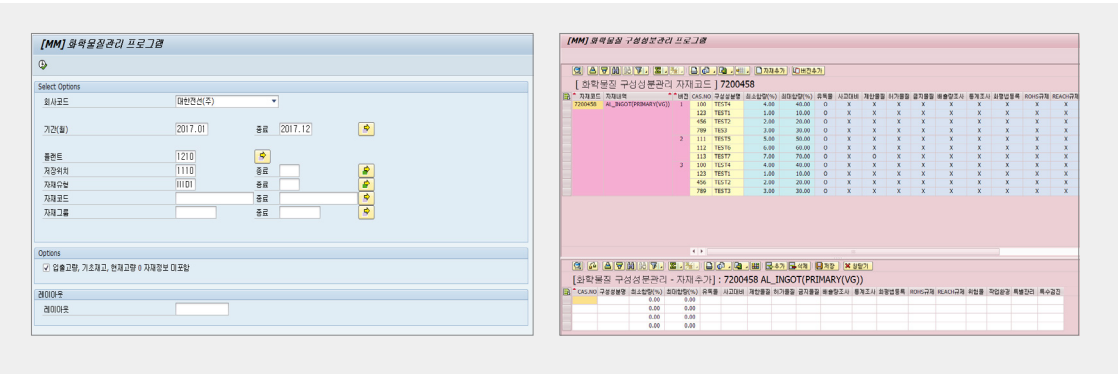 [MM] 화학물질관리 프로그램
Select Options
회사코드 대한전선(주)
기간(월) 2017.01 종료 2017.12
플랜트 1210
저장위치 1110 종료
자재유형 종료
자재코드 종료
자재그룹 종료
Options
입출고량, 기초재고, 현재고량 0 자재정보 미포함
레이아웃
레이아웃
[MM] 화학물질 구성성분관리 프로그램
자재추가 버전추가
[ 화학물질 구성성분관리 자재코드 ] 7200458
자재코드 자재내역 버전 CAS.NO 구성성분명 최소함량(%) 최대함량(%) 유독물 사고대비 제한물질 허가물질 금지물질 배출량조사 통계조사 화평법등록 ROHS규제 REACH규제
7200458 AL_INGOT(PRIMARY(VG)) 1 100 TEST4 4.00 40.00 O X X X X X X X X X
123 TEST1 1.00 10.00 O X X X X X X X X X
456 TEST2 2.00 20.00 O X X X X X X X X X
789 TES3 3.00 30.00 O X X X X X X X X X
2 111 TEST5 5.00 50.00 O X X X X X X X X X
112 TEST6 6.00 60.00 O X X X X X X X X X
113 TEST7 7.00 70.00 O X O X X X X X X X
3 100 TEST4 4.00 40.00 O X X X X X X X X X
123 TEST1 1.00 10.00 O X X X X X X X X X
456 TEST2 2.00 20.00 O X X X X X X X X X
789 TEST3 3.00 30.00 O X X X X X X X X X
추가 삭제 저장 창닫기
[화학물질 구성성분관리 - 자재추가] : 7200458 AL_INGOT(PRIMARY(VG))
CAS.NO 구성성분명 최소함량(%) 최대함량(%) 유독물 사고대비 제한물질 허가물질 금지물질 배출량조사 통계조사 화평법등록 ROHS규제 REACH규제 위험물 작업환경 특별관리 특수검진
0.00 0.00
0.00 0.00
0.00 0.00
0.00 0.00